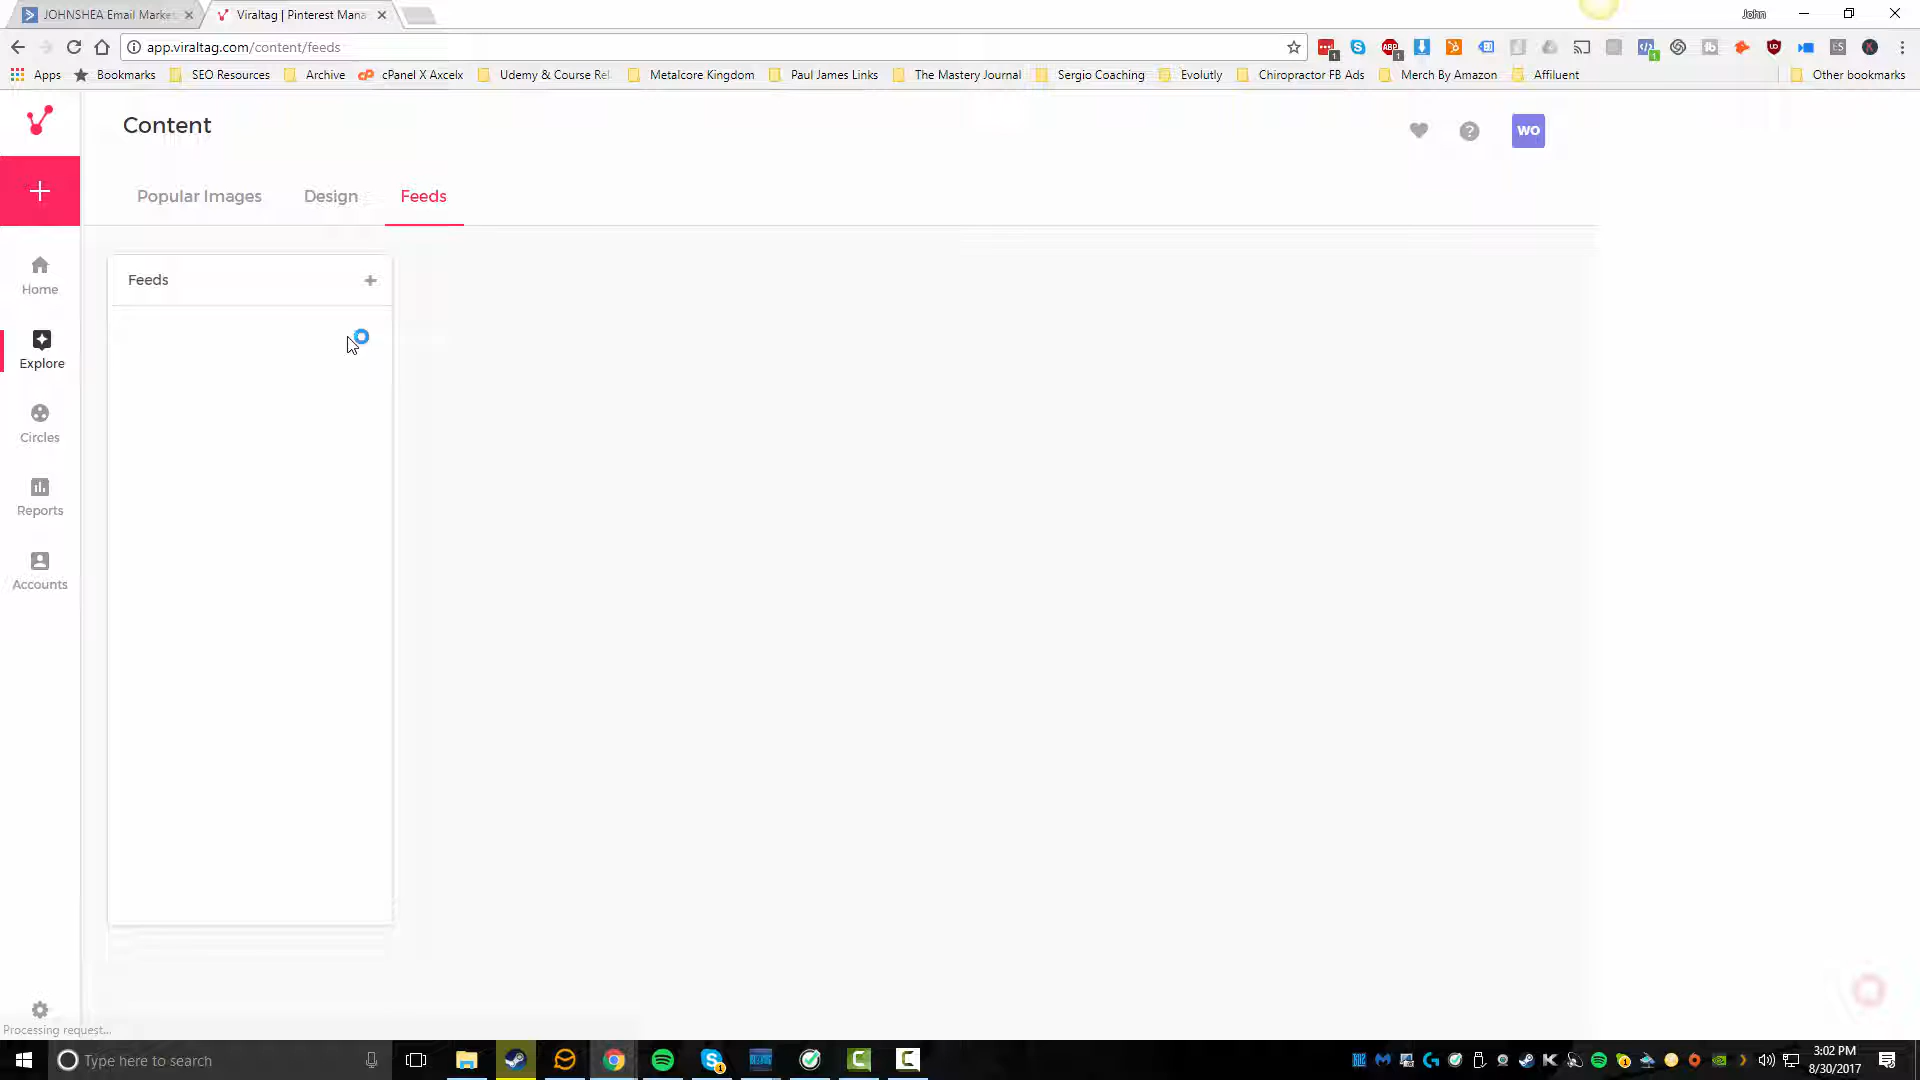 JOHNSHEA Email Market
Viraltag | Pinterest Mana
John
app.viraltag.com/content/feeds
Apps
Bookmarks
SEO Resources
Archive
cPanel X Axcelx
Udemy & Course Rel
Metalcore Kingdom
Paul James Links
The Mastery Journal
Sergio Coaching
Evolutly
Chiropractor FB Ads
Merch By Amazon
Affiluent
Other bookmarks
Content
WO
Popular Images
Design
Feeds
Feeds
Home
Explore
Circles
Reports
Accounts
Processing request...
Type here to search
3:02 PM
8/30/2017